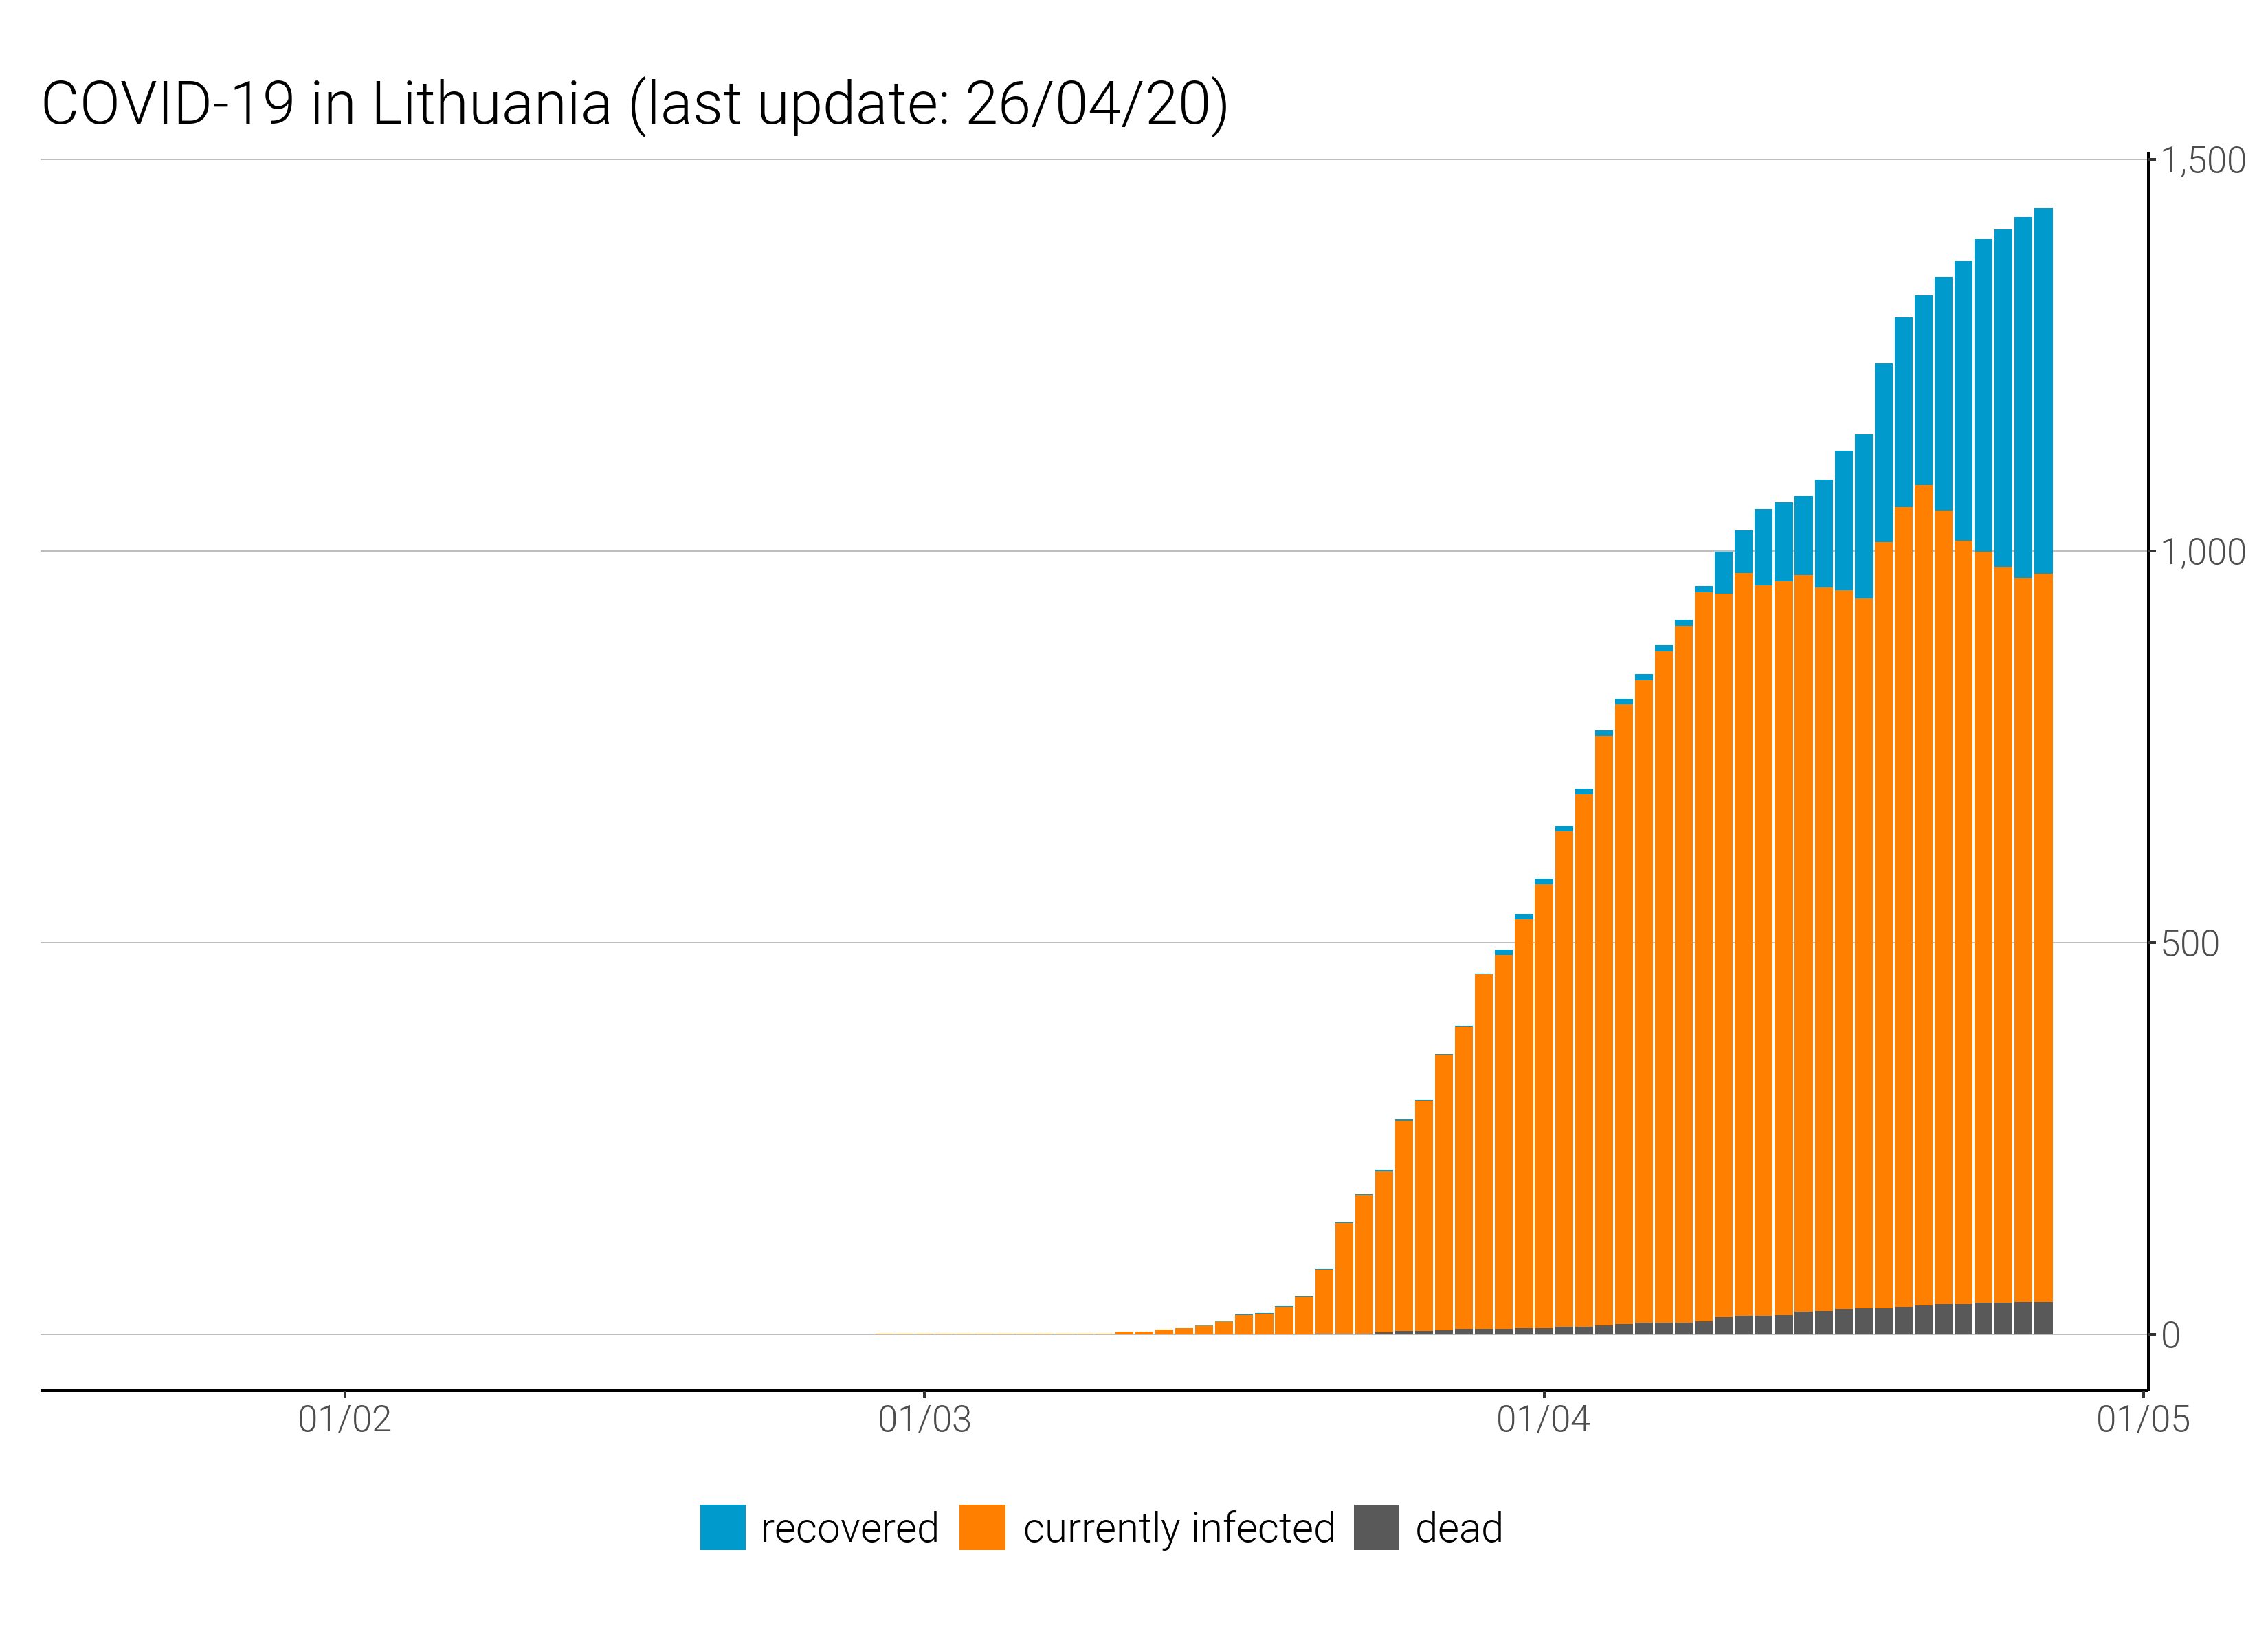 COVID-19 in Lithuania (last update: 26/04/20)
1,500
1,000
500
0
01/02 01/03 01/04 01/05
recovered currently infected dead